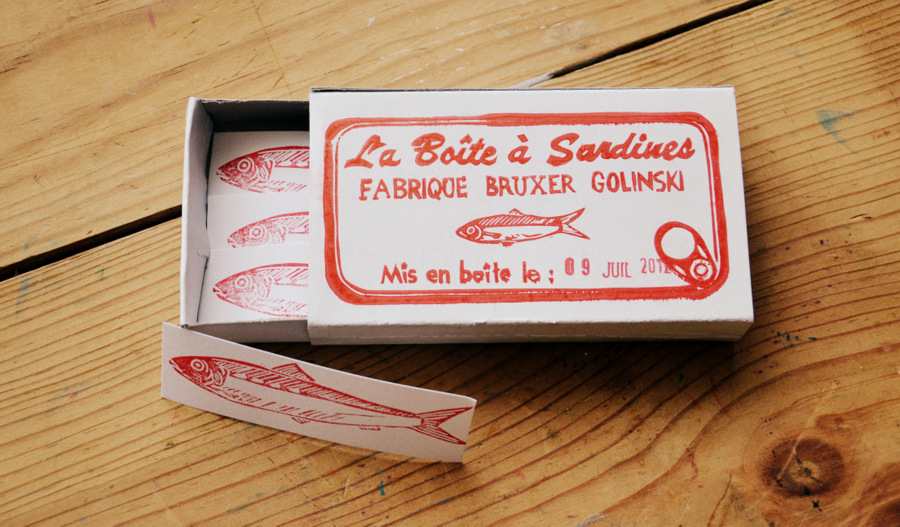 La Boîte à Sardines
FABRIQUE BRUXER GOLINSKI
Mis en boîte le : 09 JUIL 2012